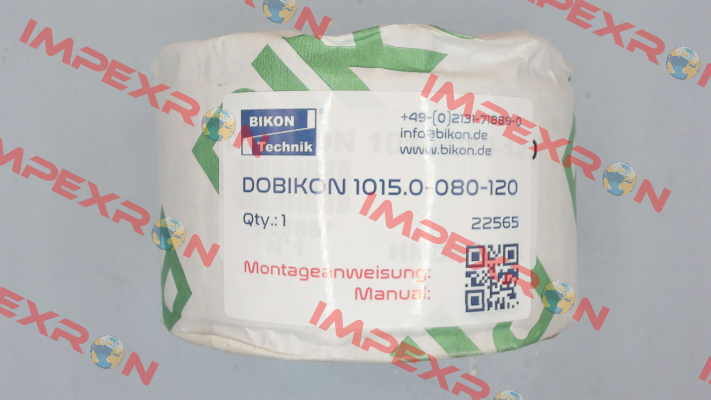 BIKON
Technik
+49-(0)2131-71889-0
info@bikon.de
www.bikon.de
DOBIKON 1015.0-080-120
Qty.: 1
22565
Montageanweisung:
Manual:
IMPEXRON
IMPEXRON
IMPEXRON
IMPEXRON
IMPEXRON
IMPEXRON